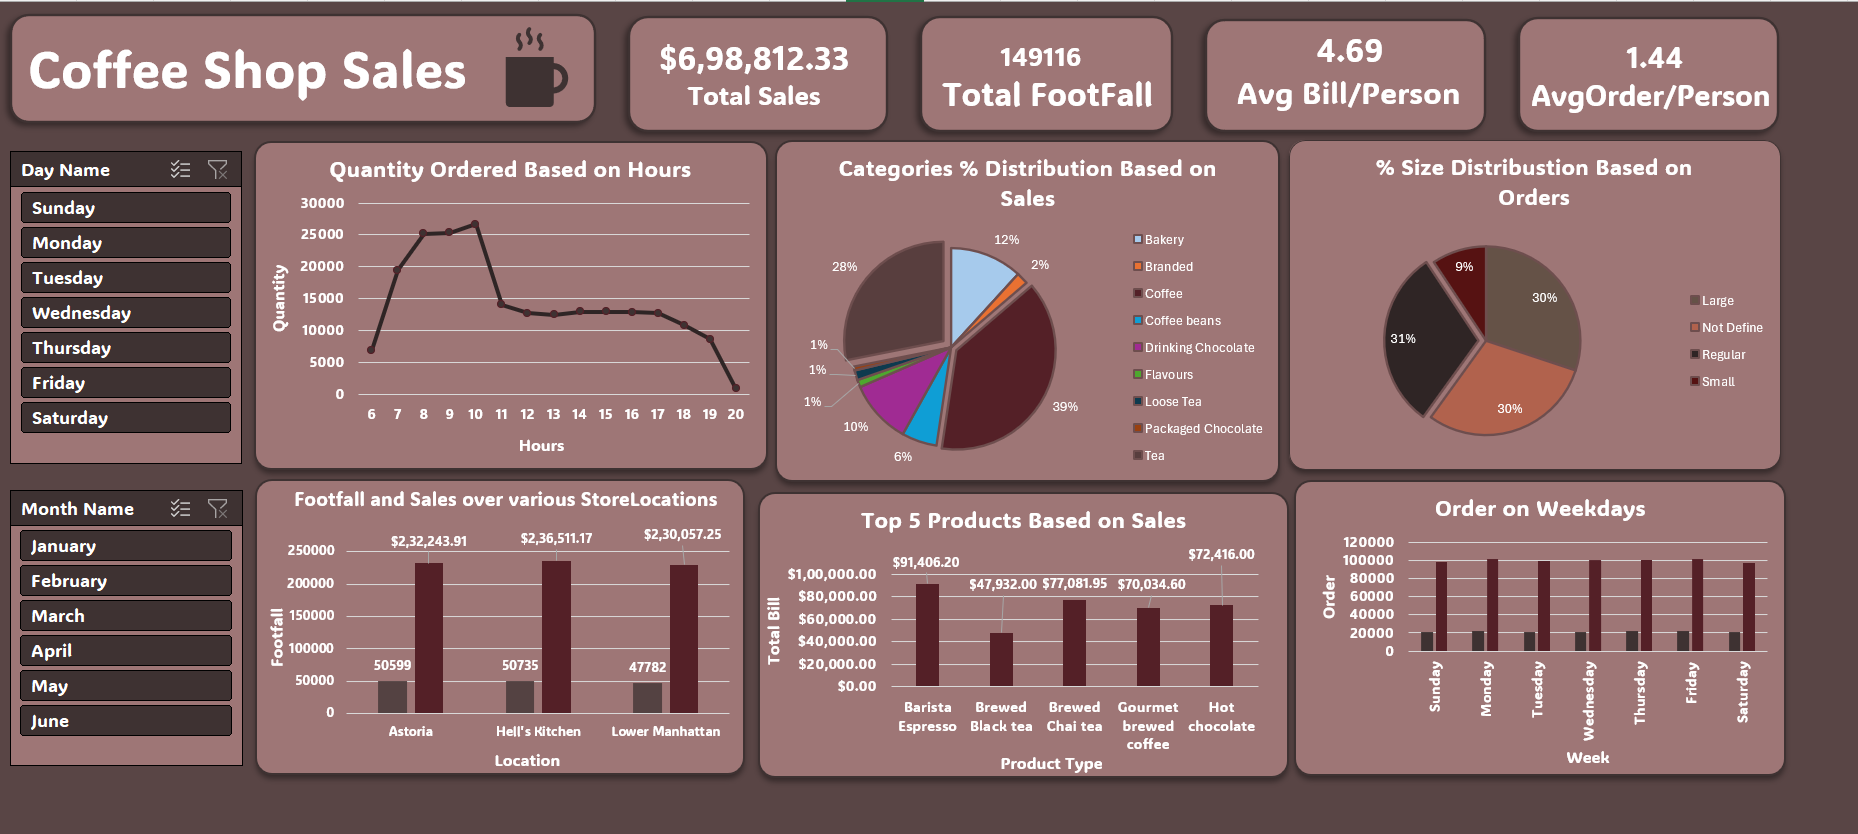 Coffee Shop Sales
$6,98,812.33
Total Sales
149116
Total FootFall
4.69
Avg Bill/Person
1.44
AvgOrder/Person
Day Name
Sunday
Monday
Tuesday
Wednesday
Thursday
Friday
Saturday
Quantity Ordered Based on Hours
30000
25000
20000
15000
10000
5000
0
Quantity
6 7 8 9 10 11 12 13 14 15 16 17 18 19 20
Hours
Categories % Distribution Based on
Sales
12%
2%
39%
6%
10%
1%
1%
1%
28%
Bakery
Branded
Coffee
Coffee beans
Drinking Chocolate
Flavours
Loose Tea
Packaged Chocolate
Tea
% Size Distribustion Based on
Orders
9%
30%
31%
30%
Large
Not Define
Regular
Small
Month Name
January
February
March
April
May
June
Footfall and Sales over various StoreLocations
$2,32,243.91
$2,36,511.17
$2,30,057.25
250000
200000
150000
100000
50000
0
Footfall
50599
50735
47782
Astoria
Hell's Kitchen
Lower Manhattan
Location
Top 5 Products Based on Sales
$91,406.20
$47,932.00
$77,081.95
$70,034.60
$72,416.00
$1,00,000.00
$80,000.00
$60,000.00
$40,000.00
$20,000.00
$0.00
Total Bill
Barista
Espresso
Brewed
Black tea
Brewed
Chai tea
Gourmet
brewed
coffee
Hot
chocolate
Product Type
Order on Weekdays
120000
100000
80000
60000
40000
20000
0
Order
Sunday
Monday
Tuesday
Wednesday
Thursday
Friday
Saturday
Week